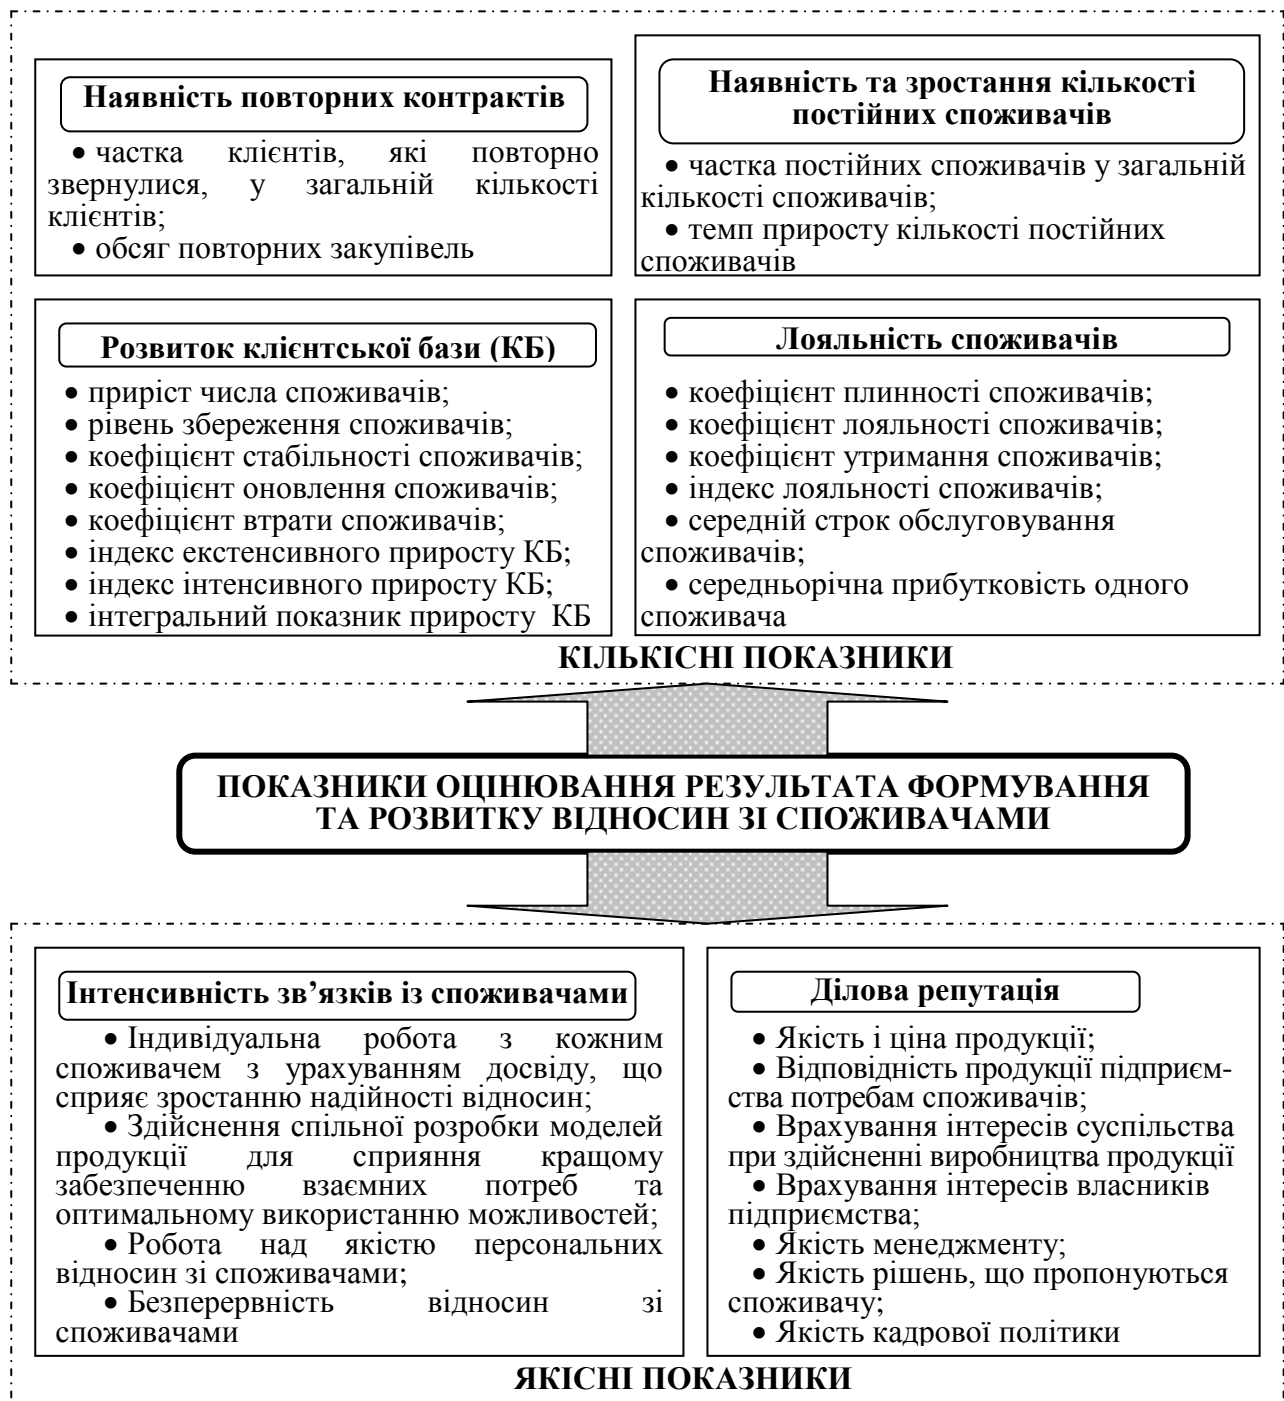 Наявність повторних контрактів
• частка клієнтів, які повторно
звернулися, у загальній кількості
клієнтів;
• обсяг повторних закупівель
Наявність та зростання кількості
постійних споживачів
• частка постійних споживачів у загальній
кількості споживачів;
• темп приросту кількості постійних
споживачів
Розвиток клієнтської бази (КБ)
• приріст числа споживачів;
• рівень збереження споживачів;
• коефіцієнт стабільності споживачів;
• коефіцієнт оновлення споживачів;
• коефіцієнт втрати споживачів;
• індекс екстенсивного приросту КБ;
• індекс інтенсивного приросту КБ;
• інтегральний показник приросту КБ
Лояльність споживачів
• коефіцієнт плинності споживачів;
• коефіцієнт лояльності споживачів;
• коефіцієнт утримання споживачів;
• індекс лояльності споживачів;
• середній строк обслуговування
споживачів;
• середньорічна прибутковість одного
споживача
КІЛЬКІСНІ ПОКАЗНИКИ
ПОКАЗНИКИ ОЦІНЮВАННЯ РЕЗУЛЬТАТА ФОРМУВАННЯ
ТА РОЗВИТКУ ВІДНОСИН ЗІ СПОЖИВАЧАМИ
Інтенсивність зв’язків із споживачами
• Індивідуальна робота з кожним
споживачем з урахуванням досвіду, що
сприяє зростанню надійності відносин;
• Здійснення спільної розробки моделей
продукції для сприяння кращому
забезпеченню взаємних потреб та
оптимальному використанню можливостей;
• Робота над якістю персональних
відносин зі споживачами;
• Безперервність відносин зі
споживачами
Ділова репутація
• Якість і ціна продукції;
• Відповідність продукції підприєм-
ства потребам споживачів;
• Врахування інтересів суспільства
при здійсненні виробництва продукції
• Врахування інтересів власників
підприємства;
• Якість менеджменту;
• Якість рішень, що пропонуються
споживачу;
• Якість кадрової політики
ЯКІСНІ ПОКАЗНИКИ